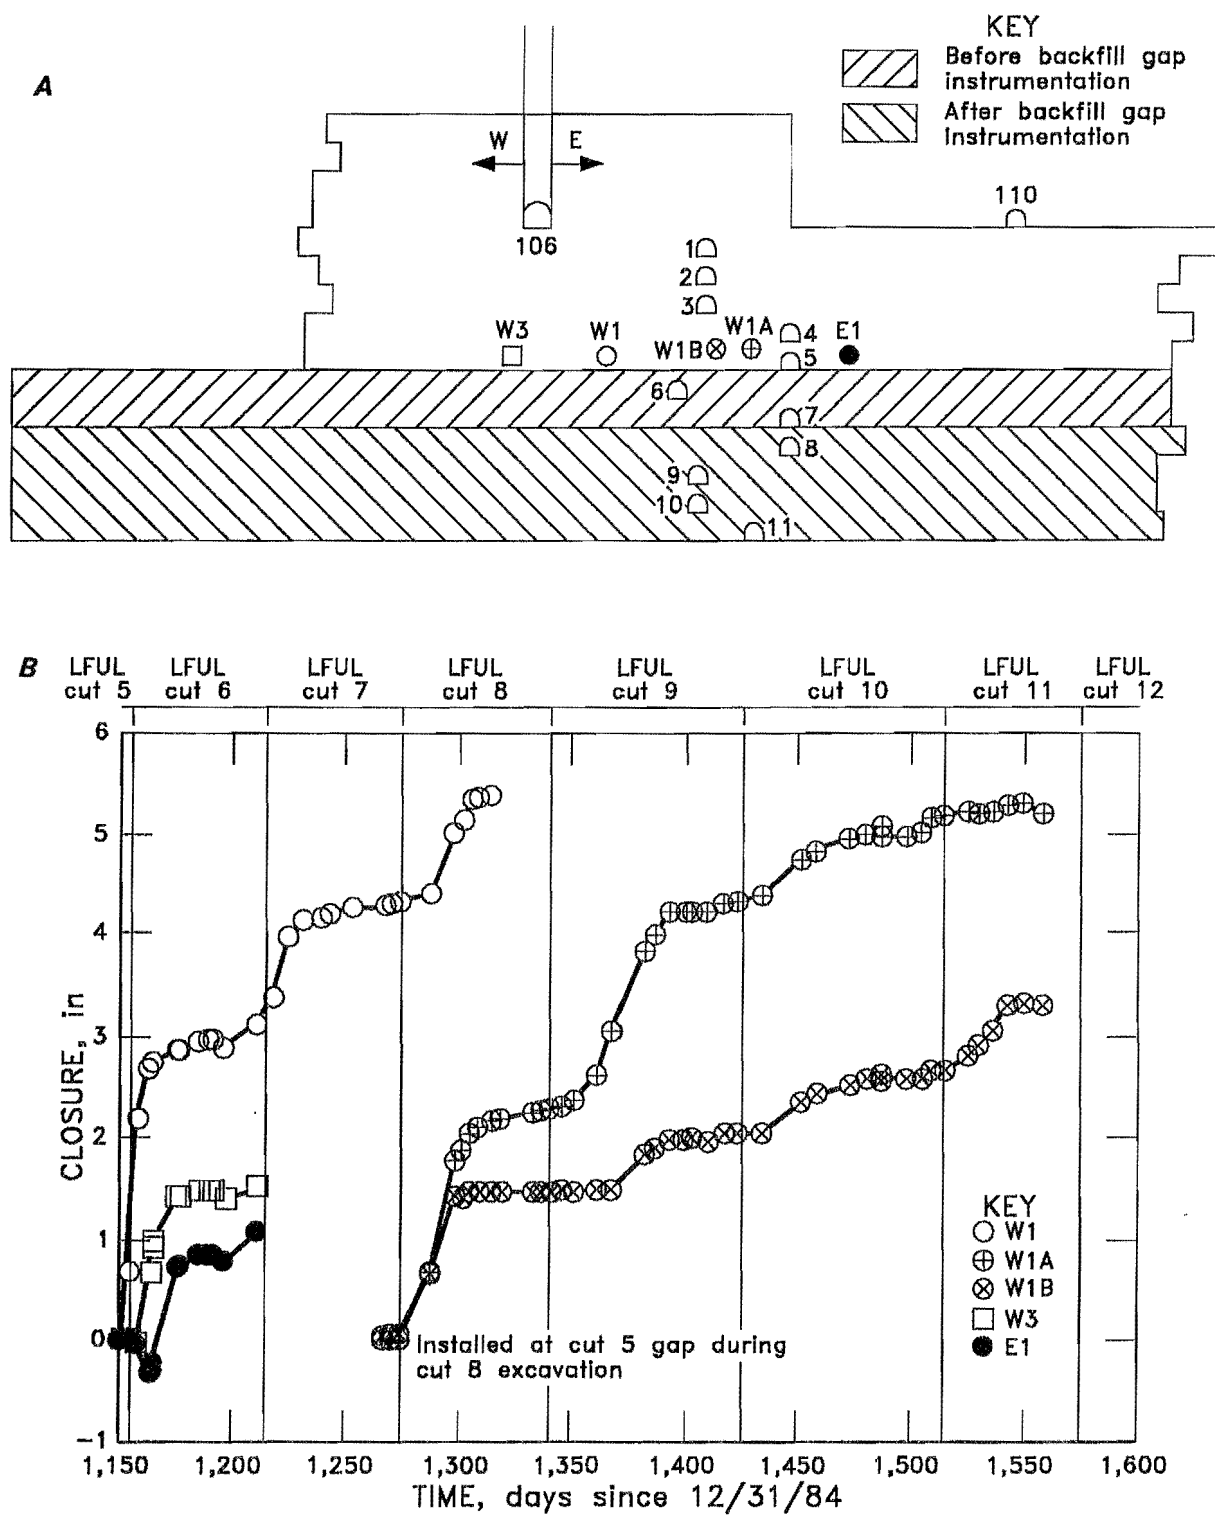 A
KEY
Before backfill gap
instrumentation
After backfill gap
instrumentation
W E
110
106
1
2
3
W3 W1 W1B W1A 4 E1
5
6
7
8
9
10
11
B
LFUL
cut 5
LFUL
cut 6
LFUL
cut 7
LFUL
cut 8
LFUL
cut 9
LFUL
cut 10
LFUL
cut 11
LFUL
cut 12
6
5
4
3
2
1
0
-1
CLOSURE, in
Installed at cut 5 gap during
cut 8 excavation
KEY
W1
W1A
W1B
W3
E1
1,150 1,200 1,250 1,300 1,350 1,400 1,450 1,500 1,550 1,600
TIME, days since 12/31/84